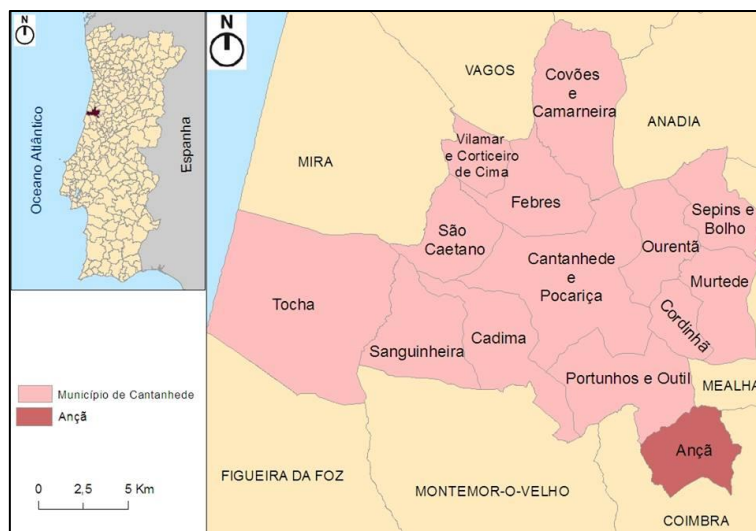 N
Oceano Atlântico
Espanha
Município de Cantanhede
Ançã
0 2,5 5 Km
N
VAGOS
Covões
e
Camarneira
ANADIA
MIRA
Vilamar
e Corticeiro
de Cima
Febres
Sepins e
Bolho
São
Caetano
Ourentã
Cantanhede
e
Pocariça
Murtede
Tocha
Cordinhã
Sanguinheira
Cadima
Portunhos e Outil
MEALHA
Ançã
FIGUEIRA DA FOZ
MONTEMOR-O-VELHO
COIMBRA